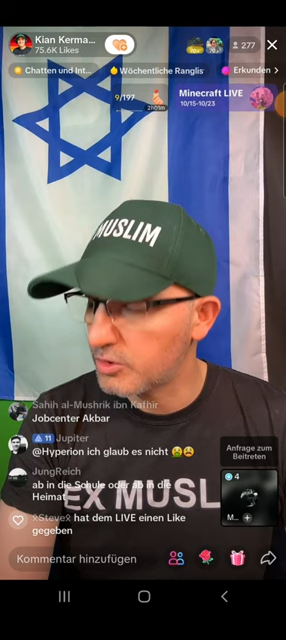 Kian Kerma...
75.6K Likes
277
Chatten und Int...
Wöchentliche Ranglis
Erkunden
9/197
2h01m
Minecraft LIVE
10/15-10/23
MUSLIM
Sahih al-Mushrik ibn Kathir
Jobcenter Akbar
11 Jupiter
@Hyperion ich glaub es nicht 🤮😩
JungReich
ab in die Schule oder ab in die
Heimat
EX MUSL
Anfrage zum
Beitreten
4
M... +
hat dem LIVE einen Like
gegeben
Kommentar hinzufügen